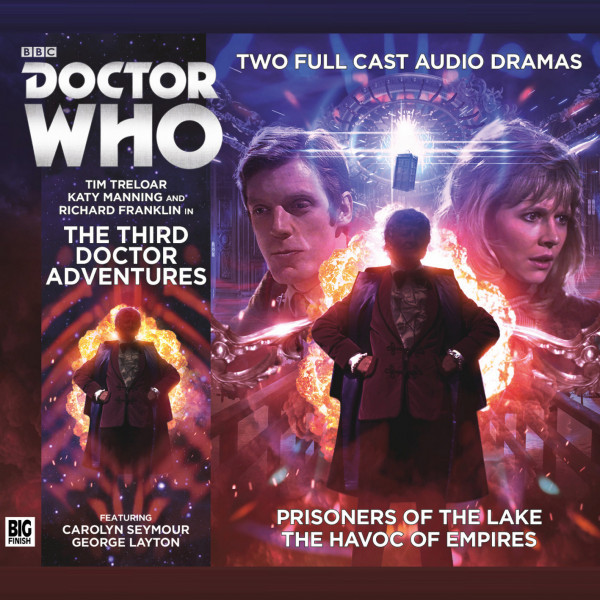 BBC
DOCTOR
WHO
TIM TRELOAR
KATY MANNING AND
RICHARD FRANKLIN IN
THE THIRD
DOCTOR
ADVENTURES
FEATURING
CAROLYN SEYMOUR
GEORGE LAYTON
BIG
FINISH
TWO FULL CAST AUDIO DRAMAS
PRISONERS OF THE LAKE
THE HAVOC OF EMPIRES